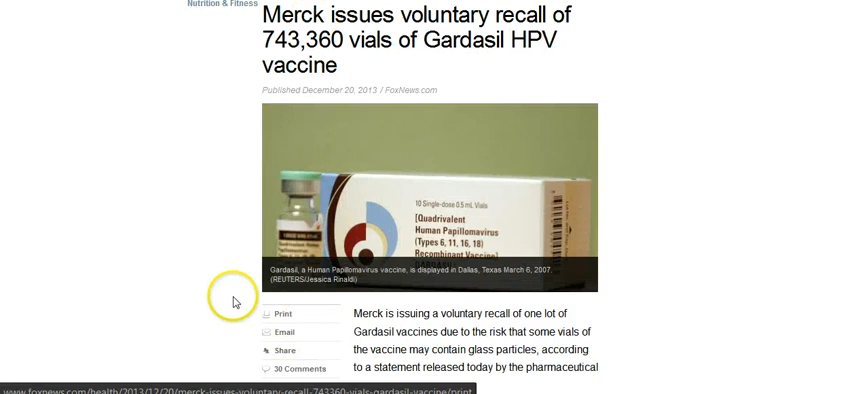 Nutrition & Fitness
Merck issues voluntary recall of
743,360 vials of Gardasil HPV
vaccine
Published December 20, 2013 / FoxNews.com
10 Single-dose 0.5 mL Vials
[Quadrivalent
Human Papillomavirus
(Types 6, 11, 16, 18)
Recombinant Vaccine]
Gardasil, a Human Papillomavirus vaccine, is displayed in Dallas, Texas March 6, 2007.
(REUTERS/Jessica Rinaldi)
Print
Email
Share
30 Comments
Merck is issuing a voluntary recall of one lot of
Gardasil vaccines due to the risk that some vials of
the vaccine may contain glass particles, according
to a statement released today by the pharmaceutical
www.foxnews.com/health/2013/12/20/merck-issues-voluntary-recall-743360-vials-gardasil-vaccine/print